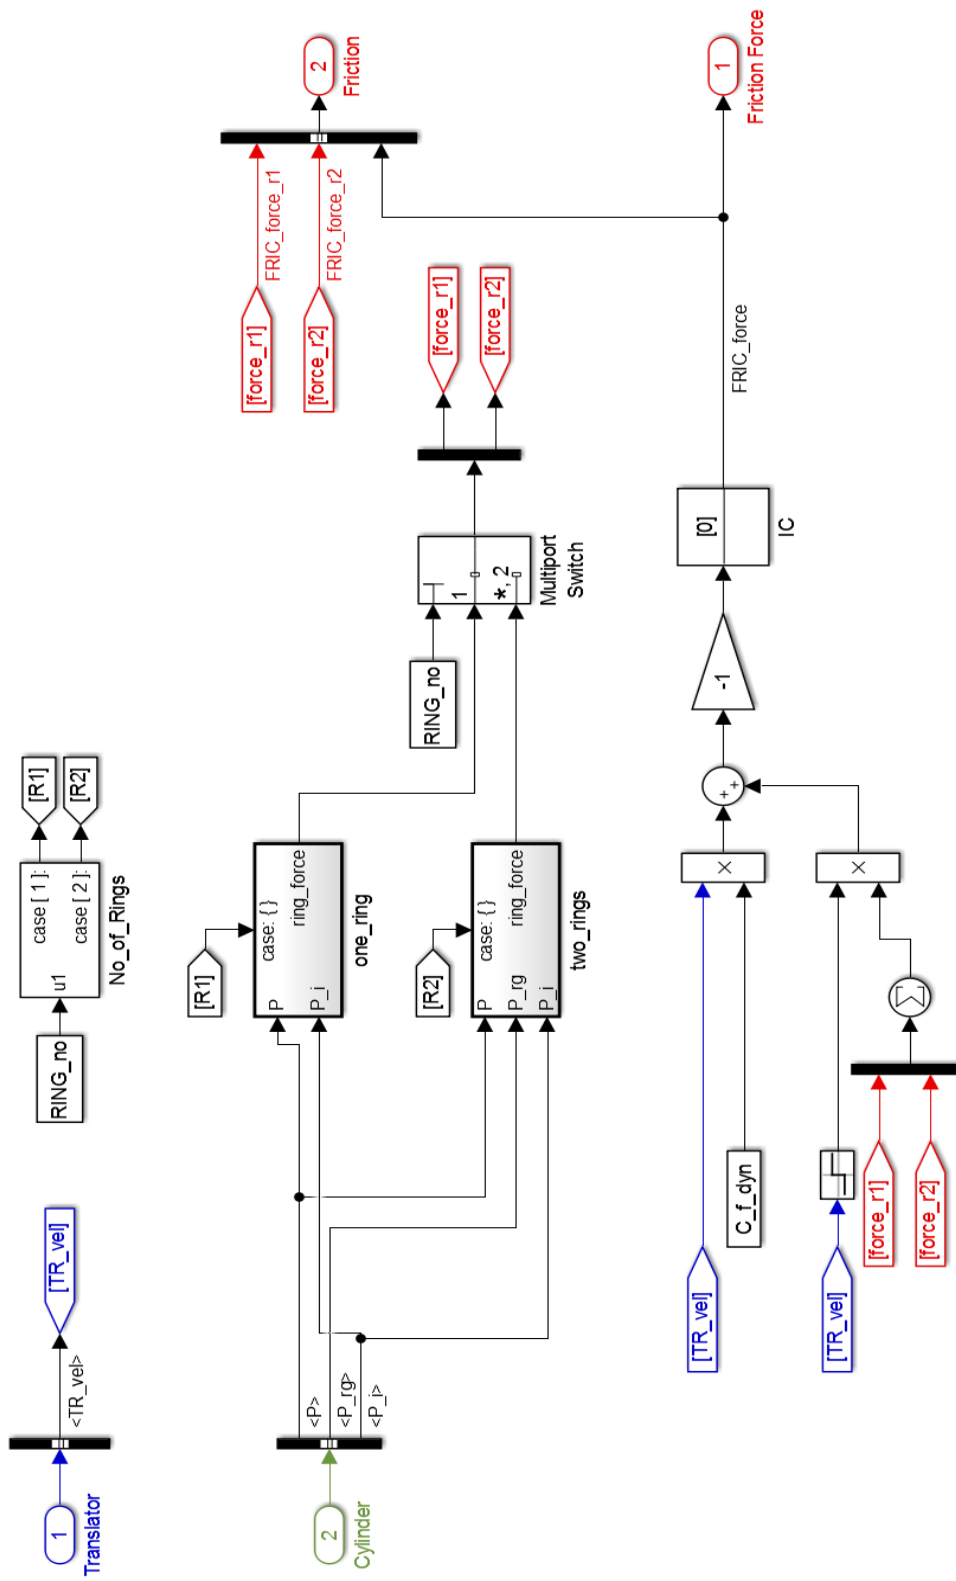 1
Translator
<TR_vel>
[TR_vel]
RING_no
u1
case [ 1 ]:
case [ 2 ]:
No_of_Rings
[R1]
[R2]
2
Cylinder
<P>
<P_rg>
<P_i>
[R1]
P
P_i
case: { }
ring_force
one_ring
[R2]
P
P_rg
P_i
case: { }
ring_force
two_rings
RING_no
1
*, 2
Multiport
Switch
[force_r1]
[force_r2]
[force_r1]
FRIC_force_r1
[force_r2]
FRIC_force_r2
2
Friction
[TR_vel]
C_f_dyn
×
[TR_vel]
[force_r1]
[force_r2]
Σ
×
+
+
-1
[0]
IC
FRIC_force
1
Friction Force